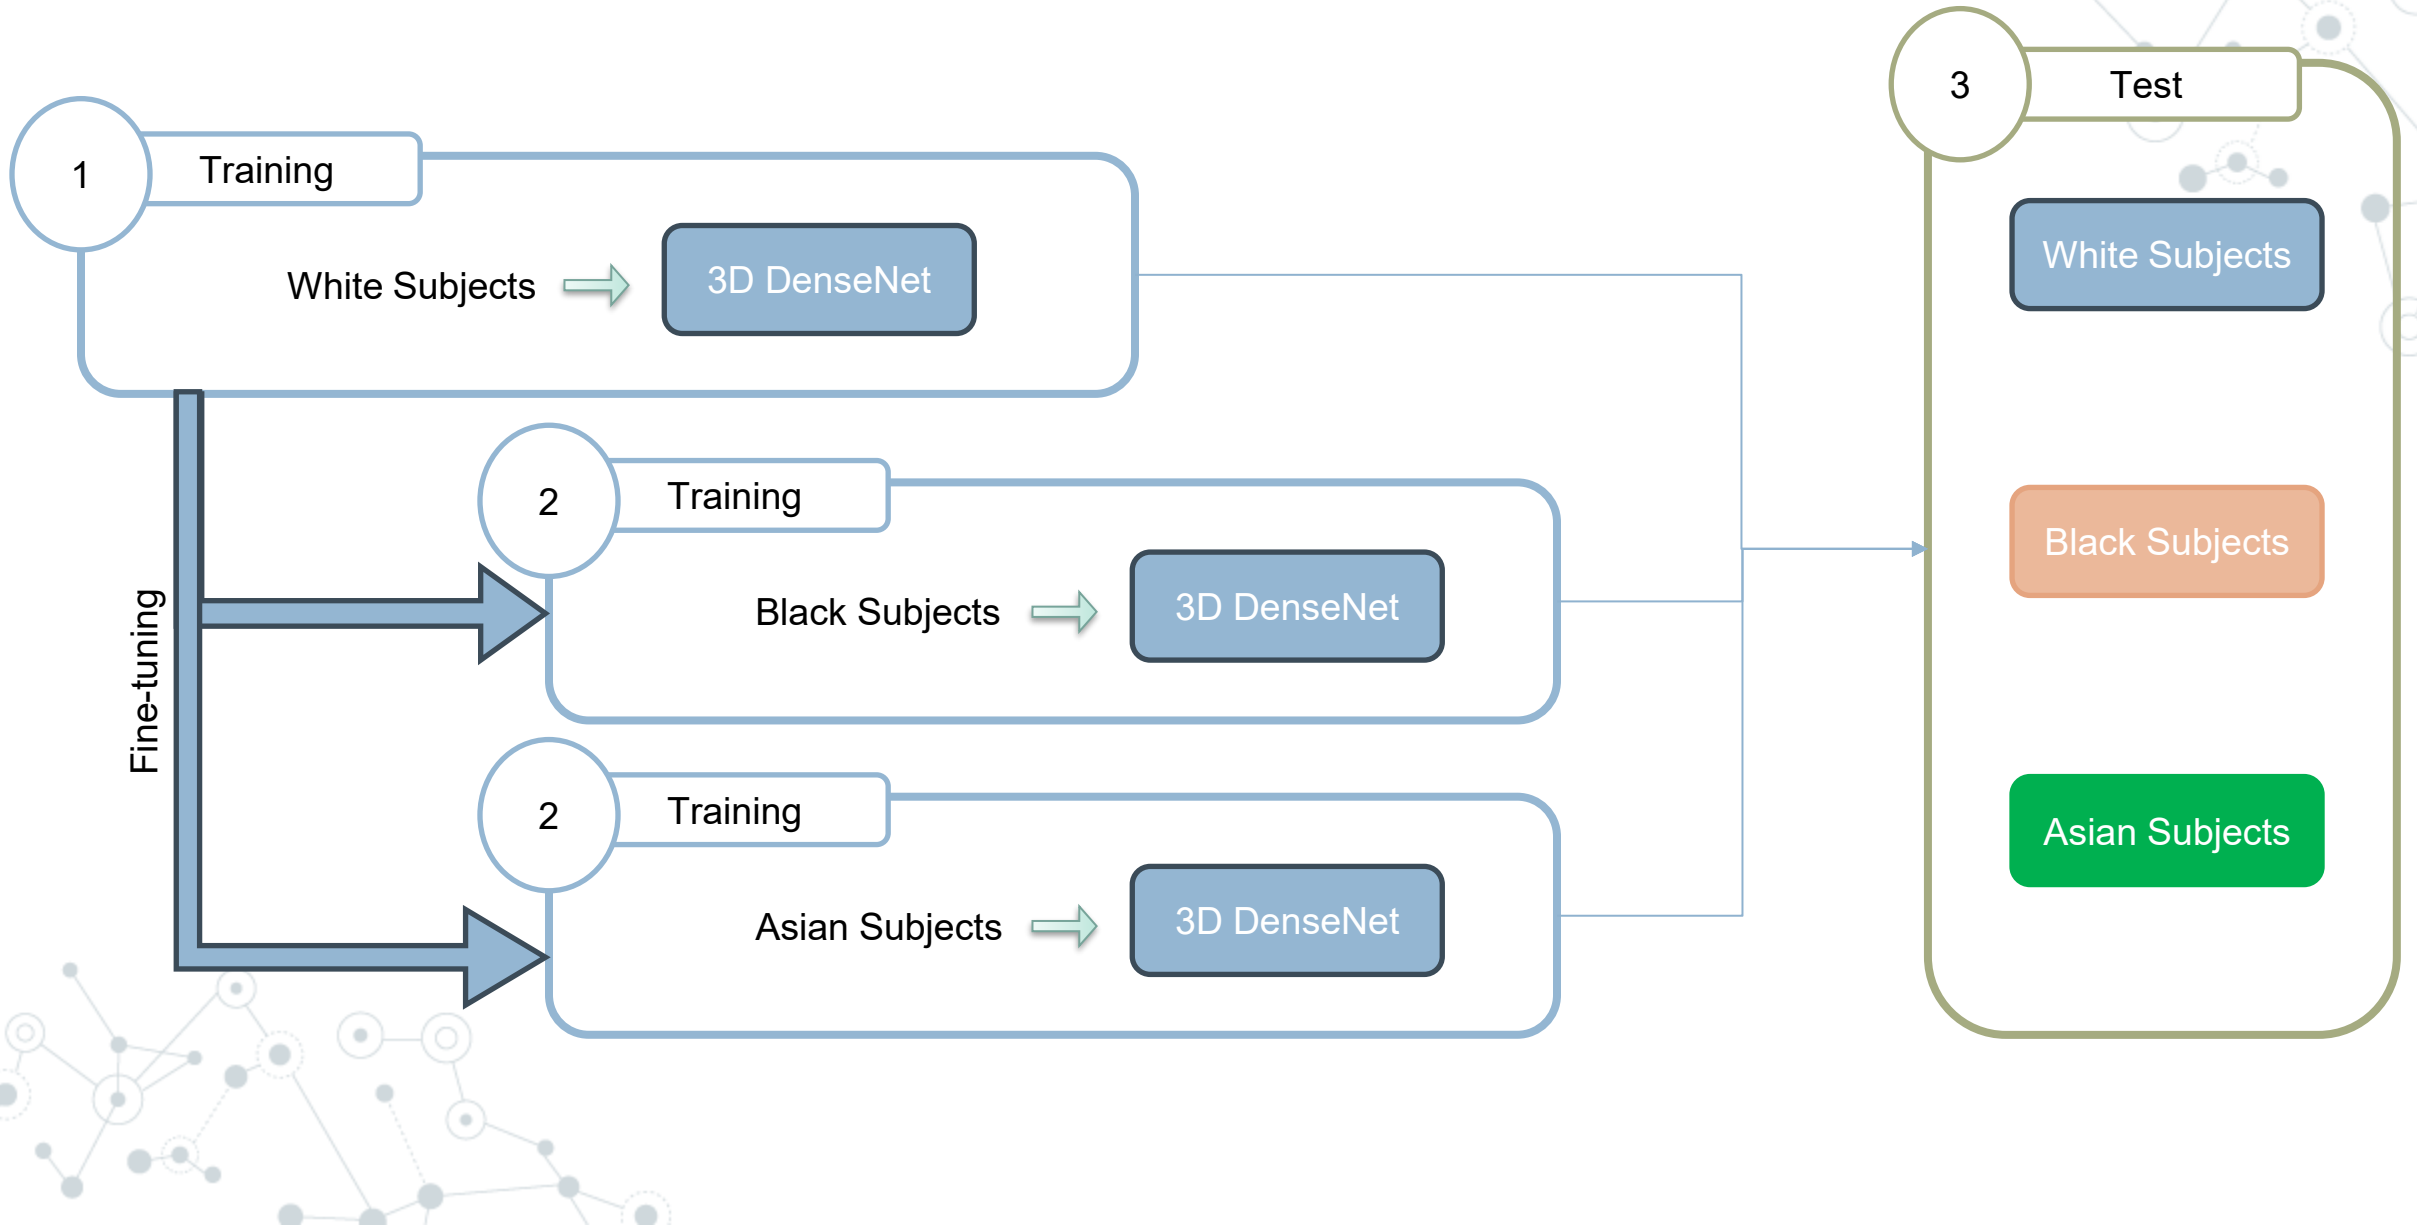 1
Training
White Subjects
3D DenseNet
Fine-tuning
2
Training
Black Subjects
3D DenseNet
2
Training
Asian Subjects
3D DenseNet
3
Test
White Subjects
Black Subjects
Asian Subjects